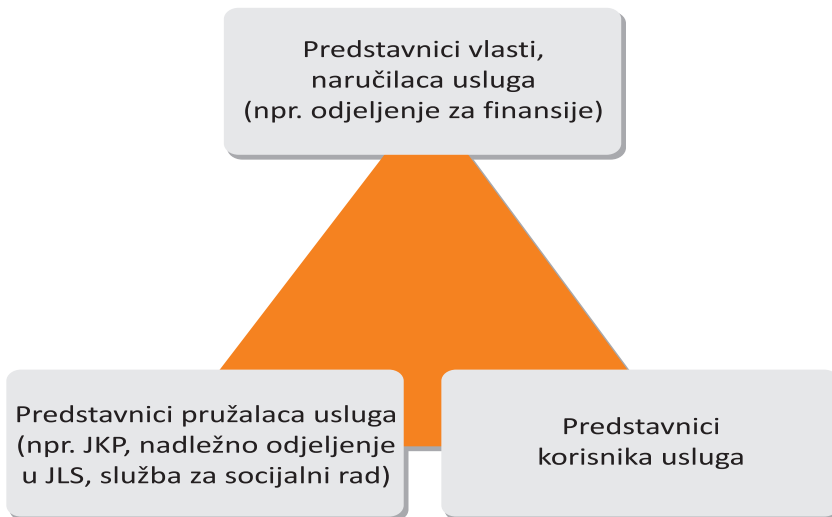 Predstavnici vlasti,
naručilaca usluga
(npr. odjeljenje za finansije)
Predstavnici pružalaca usluga
(npr. JKP, nadležno odjeljenje
u JLS, služba za socijalni rad)
Predstavnici
korisnika usluga